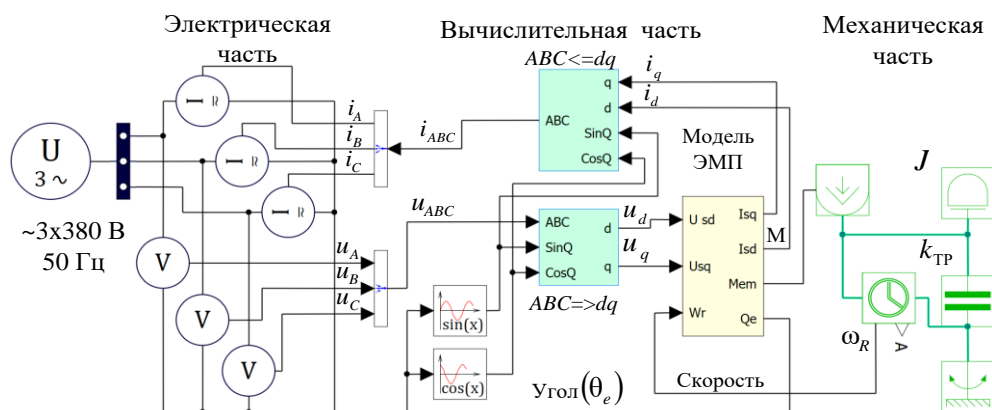 Электрическая
часть
Вычислительная часть
Механическая
часть
ABC<=dq
i_q
i_d
q
d
ABC
SinQ
CosQ
i_A
i_B
i_C
i_ABC
I
I
I
U
3 ~
~3x380 В
50 Гц
V
V
V
u_A
u_B
u_C
u_ABC
ABC
SinQ
CosQ
d
q
u_d
u_q
ABC=>dq
sin(x)
cos(x)
Модель
ЭМП
U sd
Usq
Wr
Isq
Isd
Mem
Qe
M
Угол(θ_e)
Скорость
J
k_ТР
ω_R
A